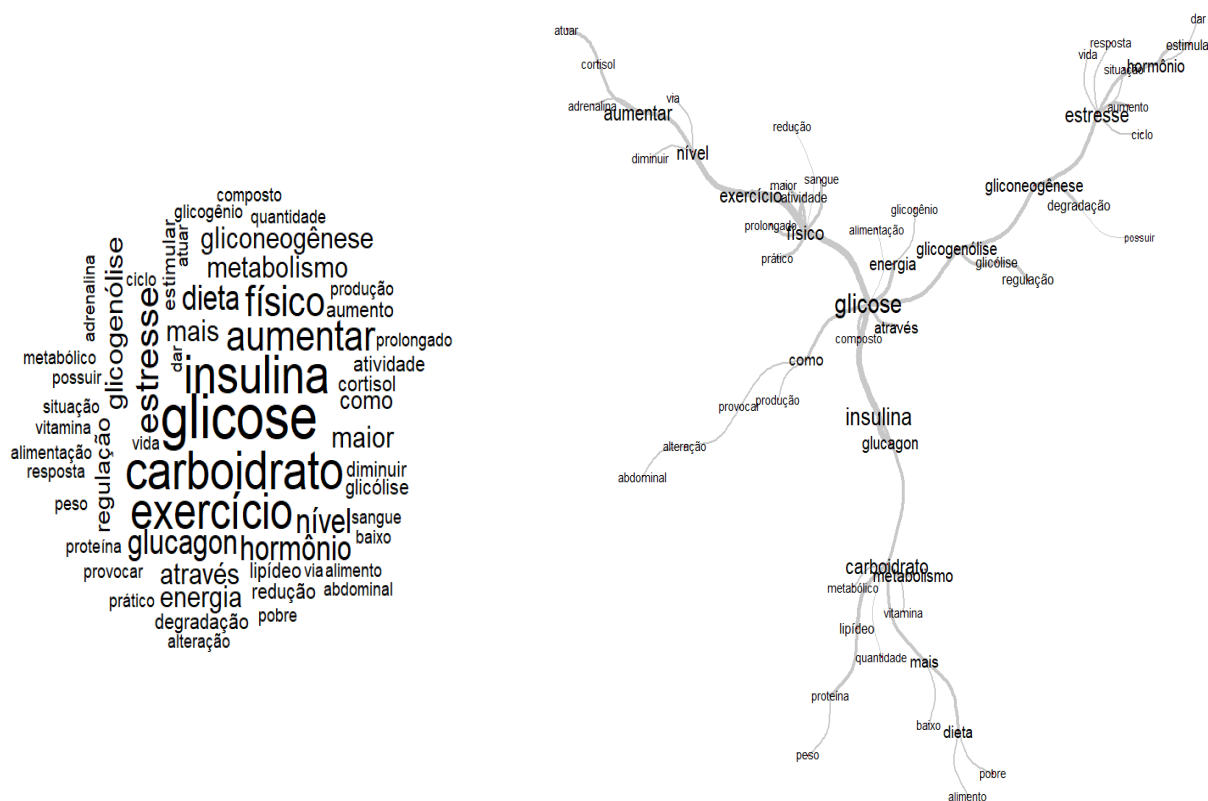 composto
glicogênio
quantidade
estimular
atuar
gliconeogênese
adrenalina
glicogenólise
ciclo
metabolismo
estresse
dieta
físico
produção
aumento
mais
aumentar
prolongado
metabólico
possuir
dar
insulina
atividade
cortisol
como
situação
vitamina
glicose
vida
maior
alimentação
resposta
regulação
carboidrato
diminuir
glicólise
peso
exercício
nível
sangue
baixo
proteína
glucagon
hormônio
provocar
através
lipídeo
via
alimento
prático
energia
redução
abdominal
degradação
pobre
alteração
atuar
cortisol
adrenalina
aumentar
via
diminuir
nível
redução
exercício
maior
sangue
atividade
prolongado
físico
prático
glicogênio
alimentação
energia
glicose
através
composto
como
produção
provocar
alteração
abdominal
dar
resposta
estimula
vida
situação
hormônio
aumento
estresse
ciclo
gliconeogênese
degradação
possuir
glicogenólise
glicólise
regulação
insulina
glucagon
carboidrato
metabolismo
metabólico
vitamina
lipídeo
quantidade
mais
proteína
baixo
dieta
peso
pobre
alimento